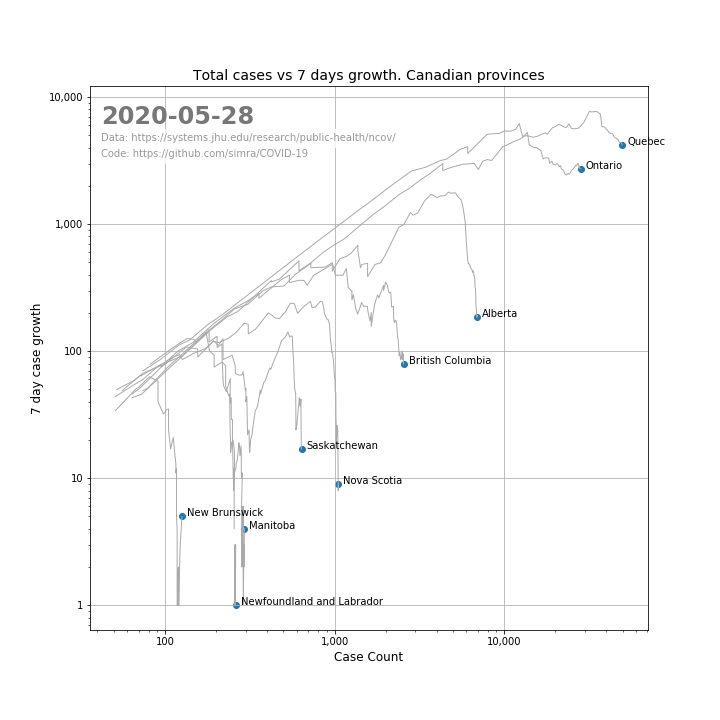 Total cases vs 7 days growth. Canadian provinces
10,000
2020-05-28
Data: https://systems.jhu.edu/research/public-health/ncov/
Code: https://github.com/simra/COVID-19
Quebec
Ontario
1,000
Alberta
7 day case growth
100
British Columbia
Saskatchewan
10
Nova Scotia
New Brunswick
Manitoba
1
Newfoundland and Labrador
100
1,000
10,000
Case Count